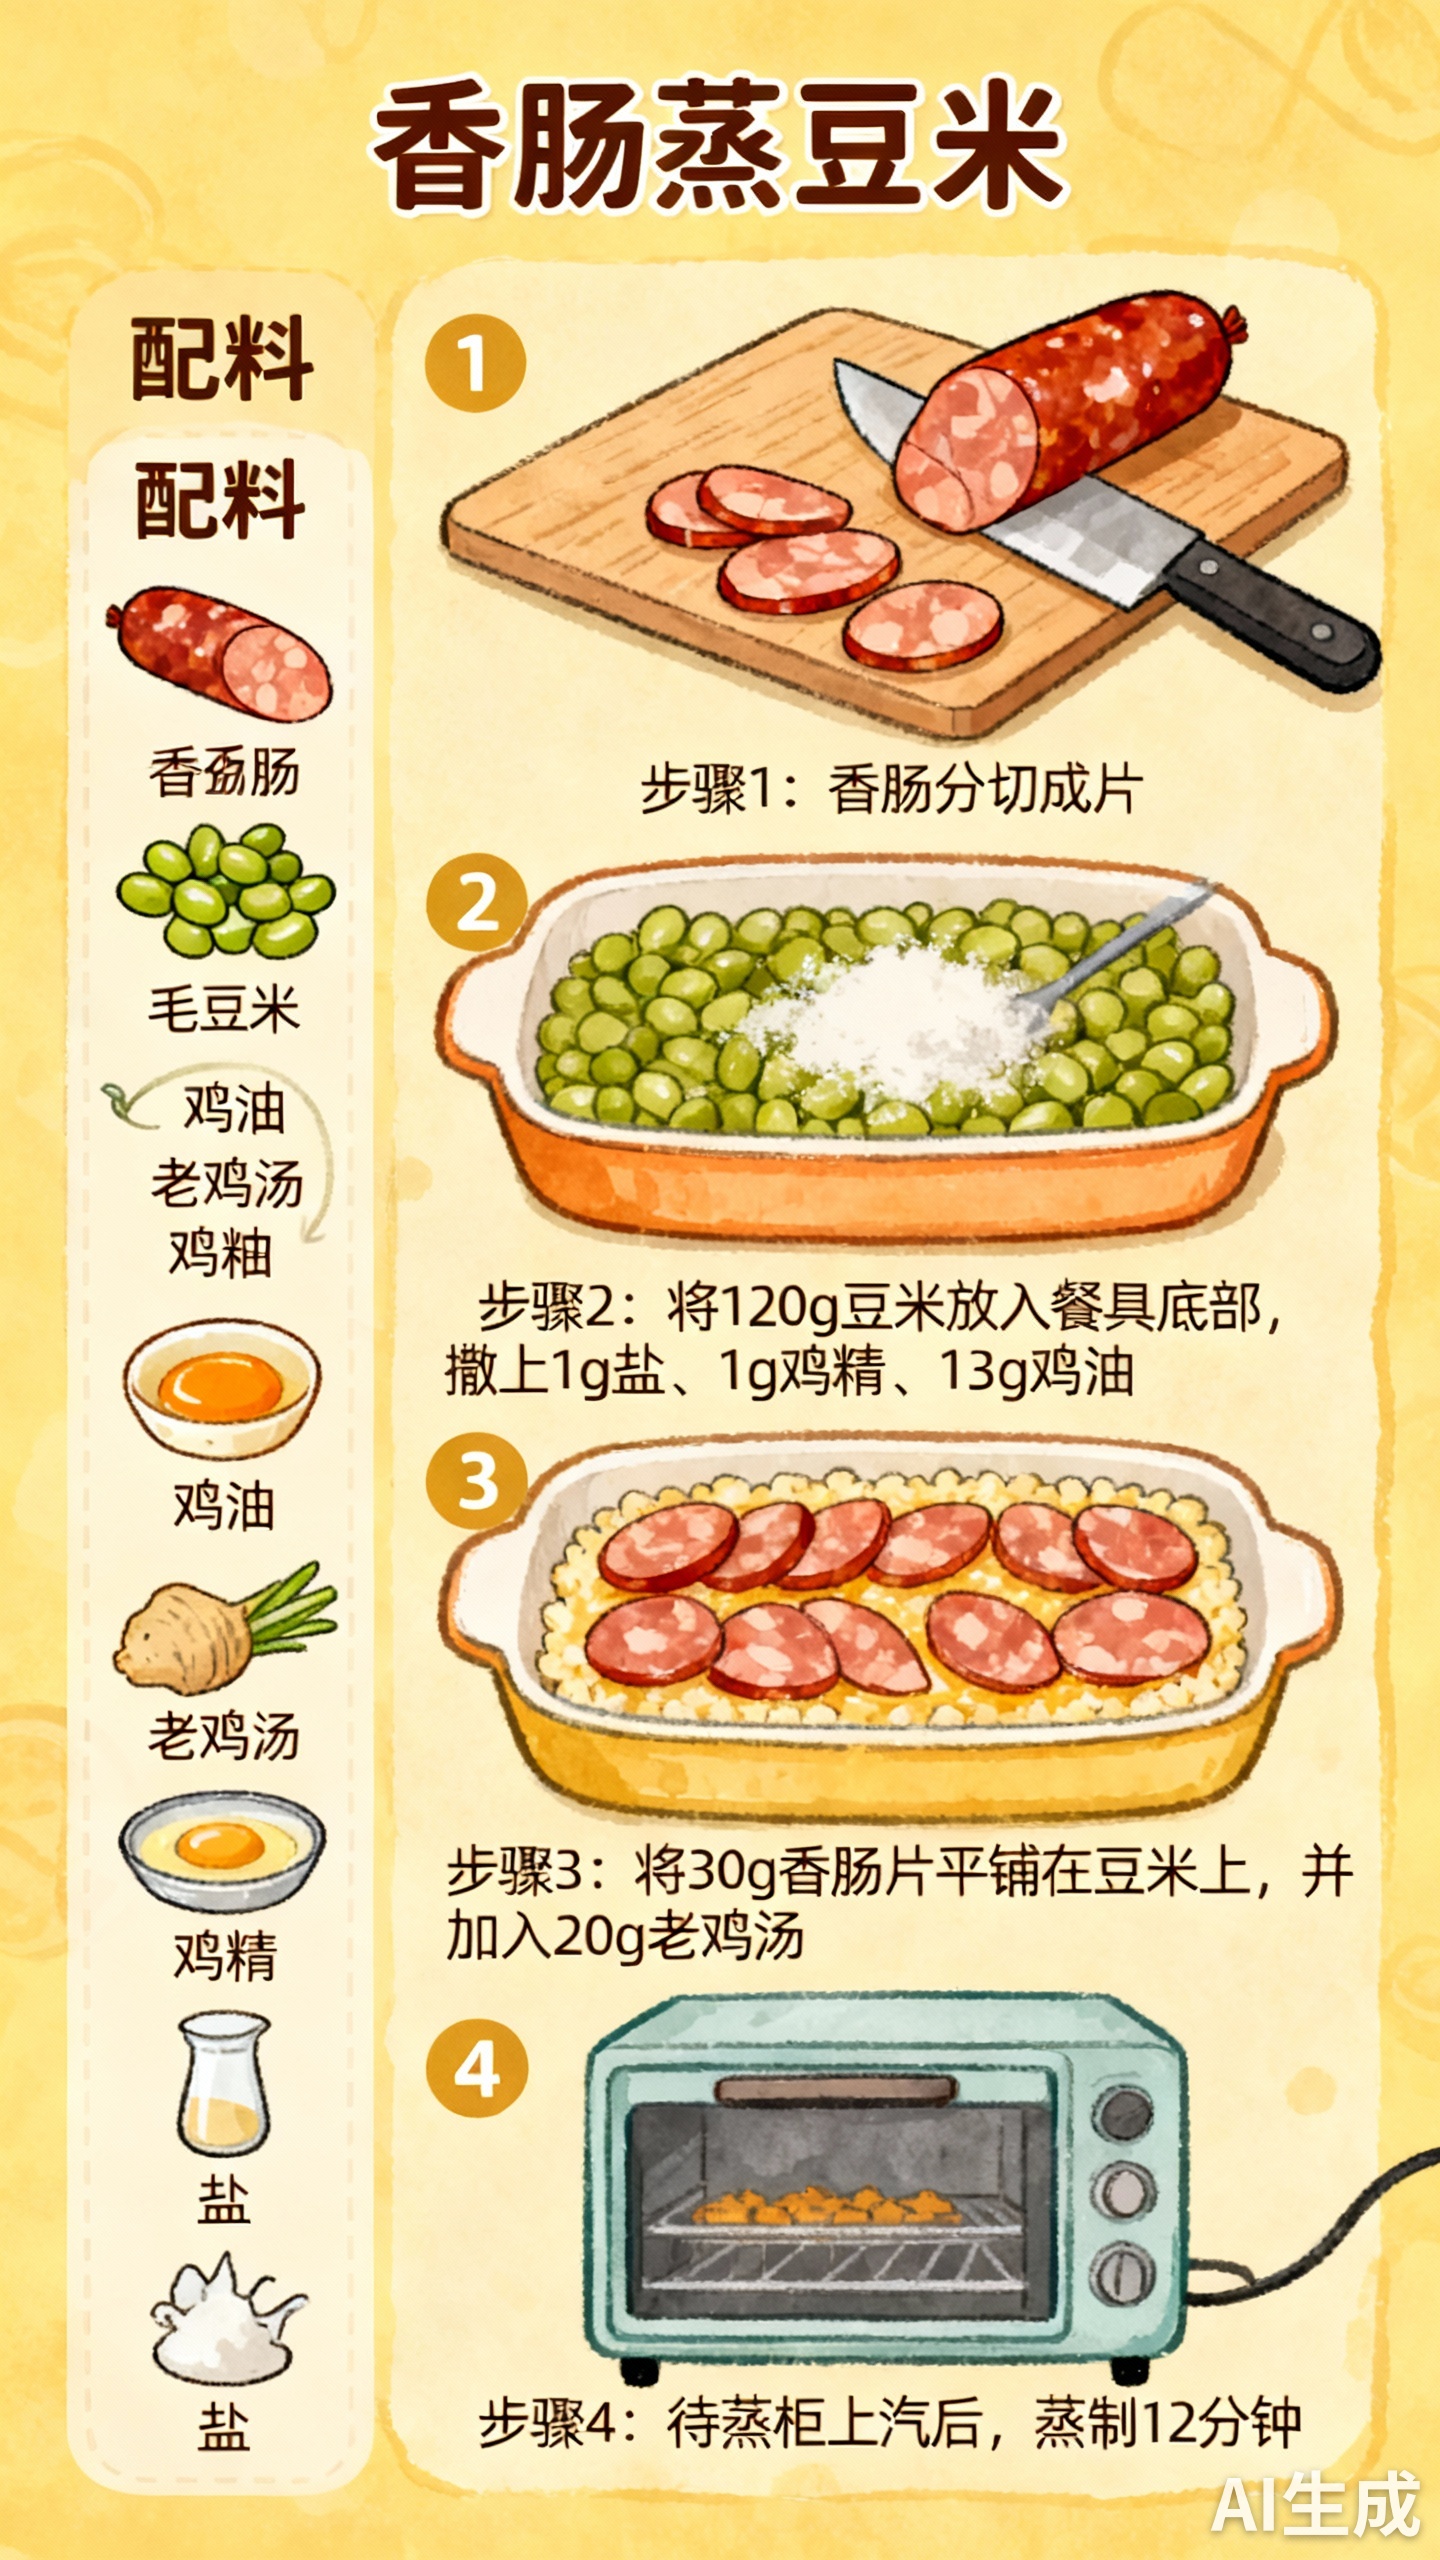 香肠蒸豆米
配料
配料
毛豆米
鸡油
老鸡汤
鸡粙
鸡油
老鸡汤
鸡精
盐
盐
1
步骤1：香肠分切成片
2
步骤2：将120g豆米放入餐具底部，
撒上1g盐、1g鸡精、13g鸡油
3
步骤3：将30g香肠片平铺在豆米上，并
加入20g老鸡汤
4
步骤4：待蒸柜上汽后，蒸制12分钟
AI生成